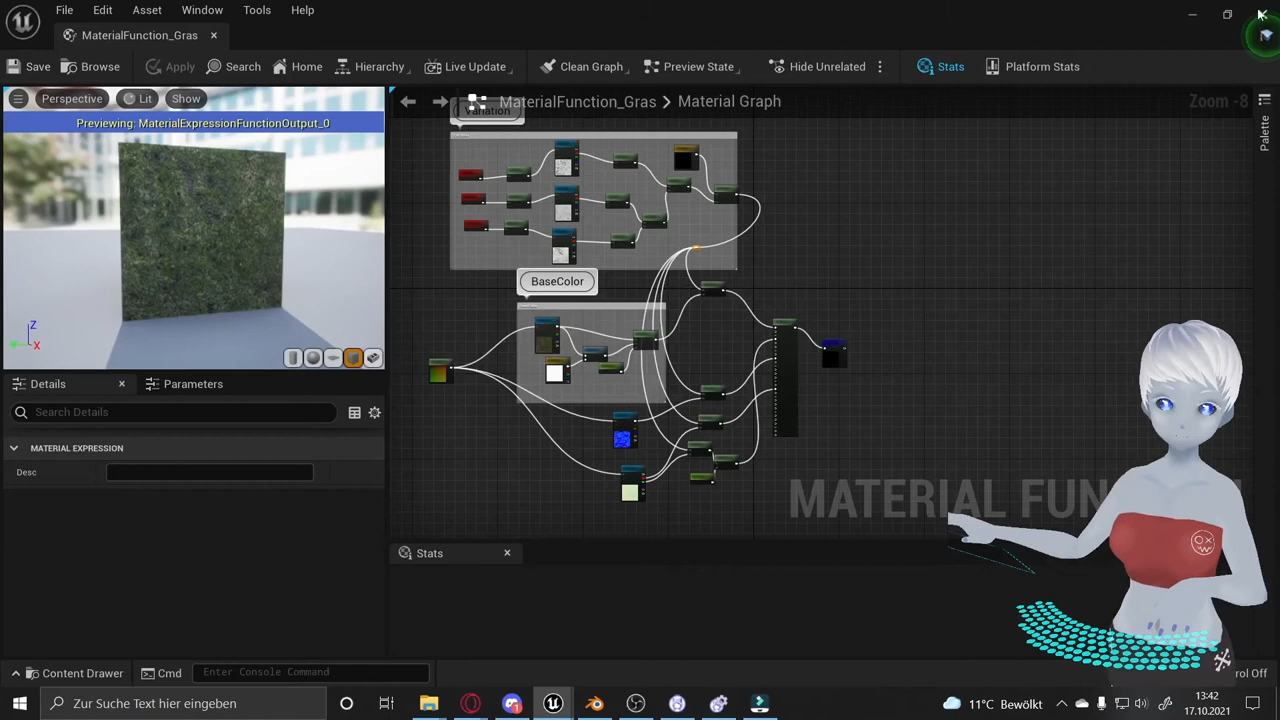 File Edit Asset Window Tools Help
MaterialFunction_Gras
Save Browse Apply Search Home Hierarchy Live Update Clean Graph Preview State Hide Unrelated Stats Platform Stats
Perspective Lit Show
MaterialFunction_Gras Material Graph Zoom -8
Palette
Variation
Previewing: MaterialExpressionFunctionOutput_0
BaseColor
Z
X
Details Parameters
Search Details
MATERIAL EXPRESSION
Desc
MATERIAL FUN
Stats
Content Drawer Cmd Enter Console Command rol Off
Zur Suche Text hier eingeben
11°C Bewölkt
13:42
17.10.2021